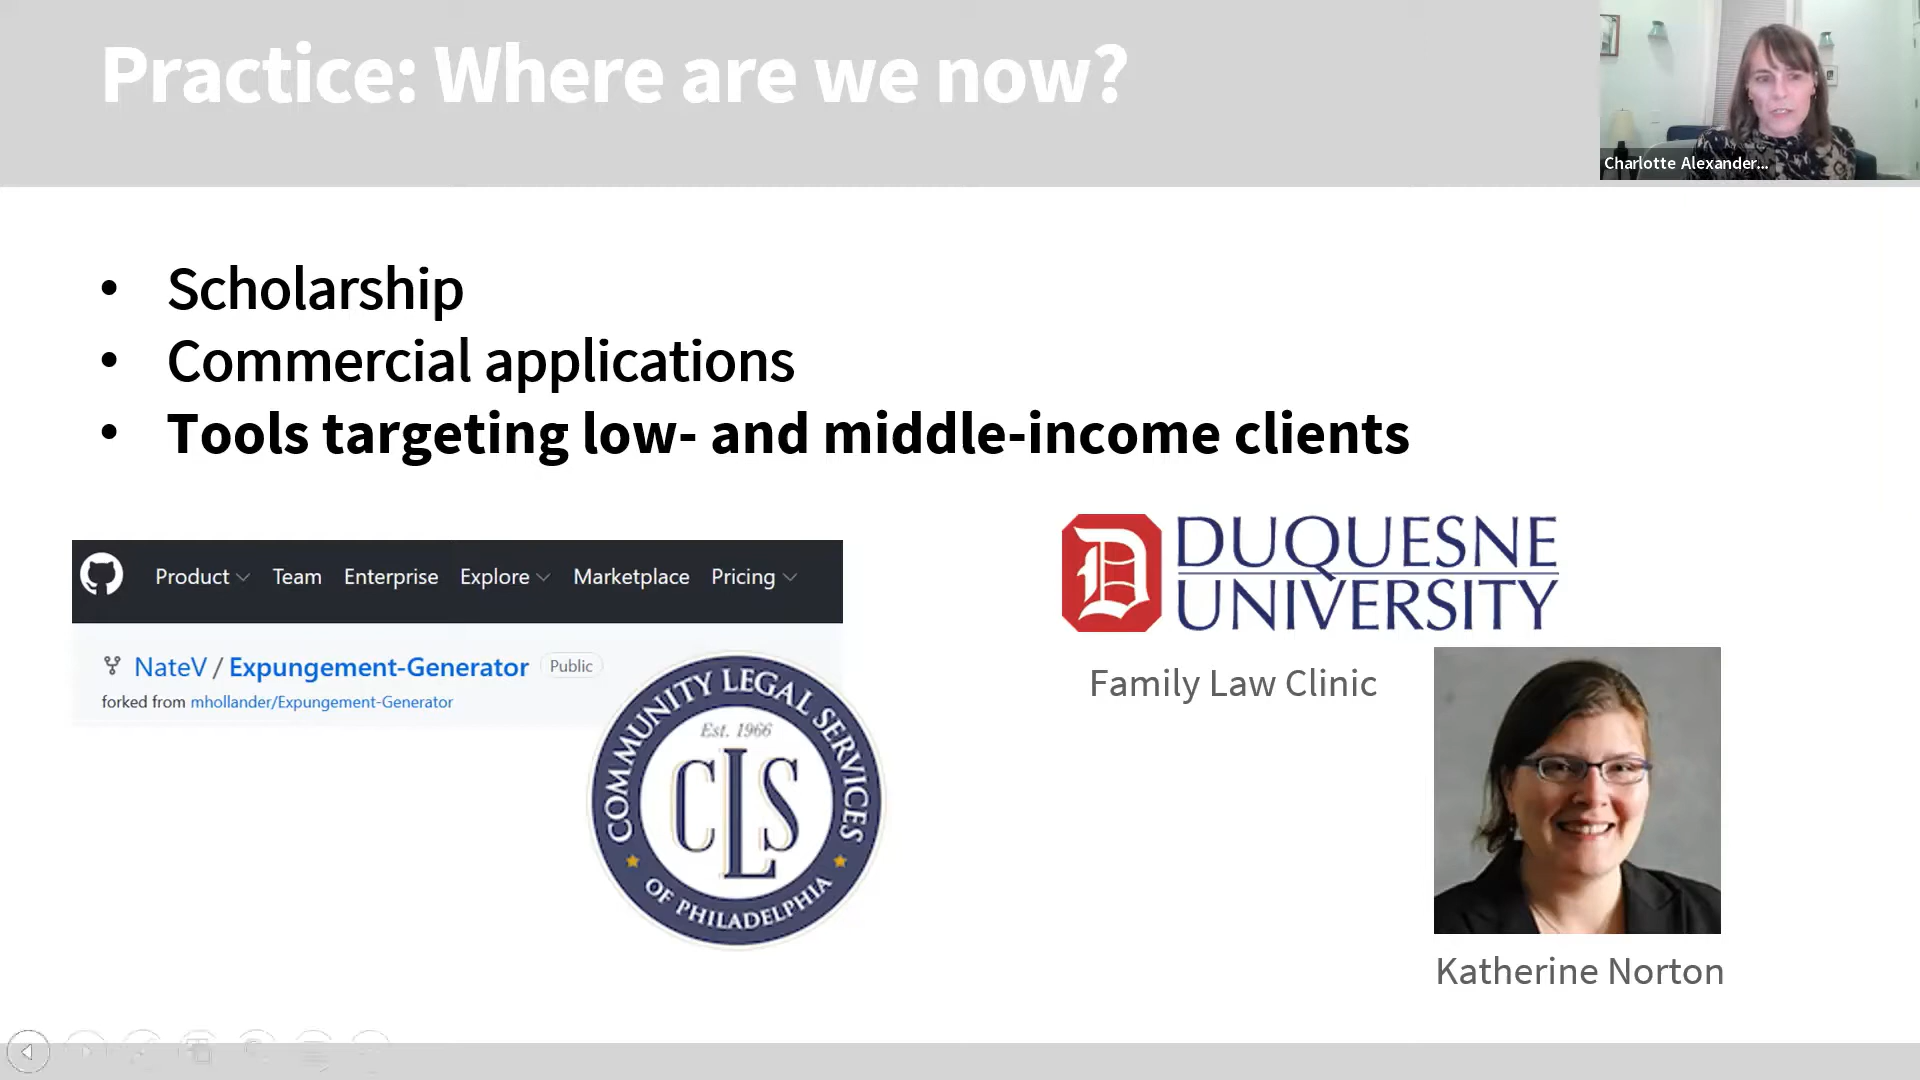 Practice: Where are we now?
Charlotte Alexander...
• Scholarship
• Commercial applications
• Tools targeting low- and middle-income clients
Product Team Enterprise Explore Marketplace Pricing
NateV / Expungement-Generator Public
forked from mhollander/Expungement-Generator
COMMUNITY LEGAL SERVICES
Est. 1966
CLS
OF PHILADELPHIA
D DUQUESNE
UNIVERSITY
Family Law Clinic
Katherine Norton